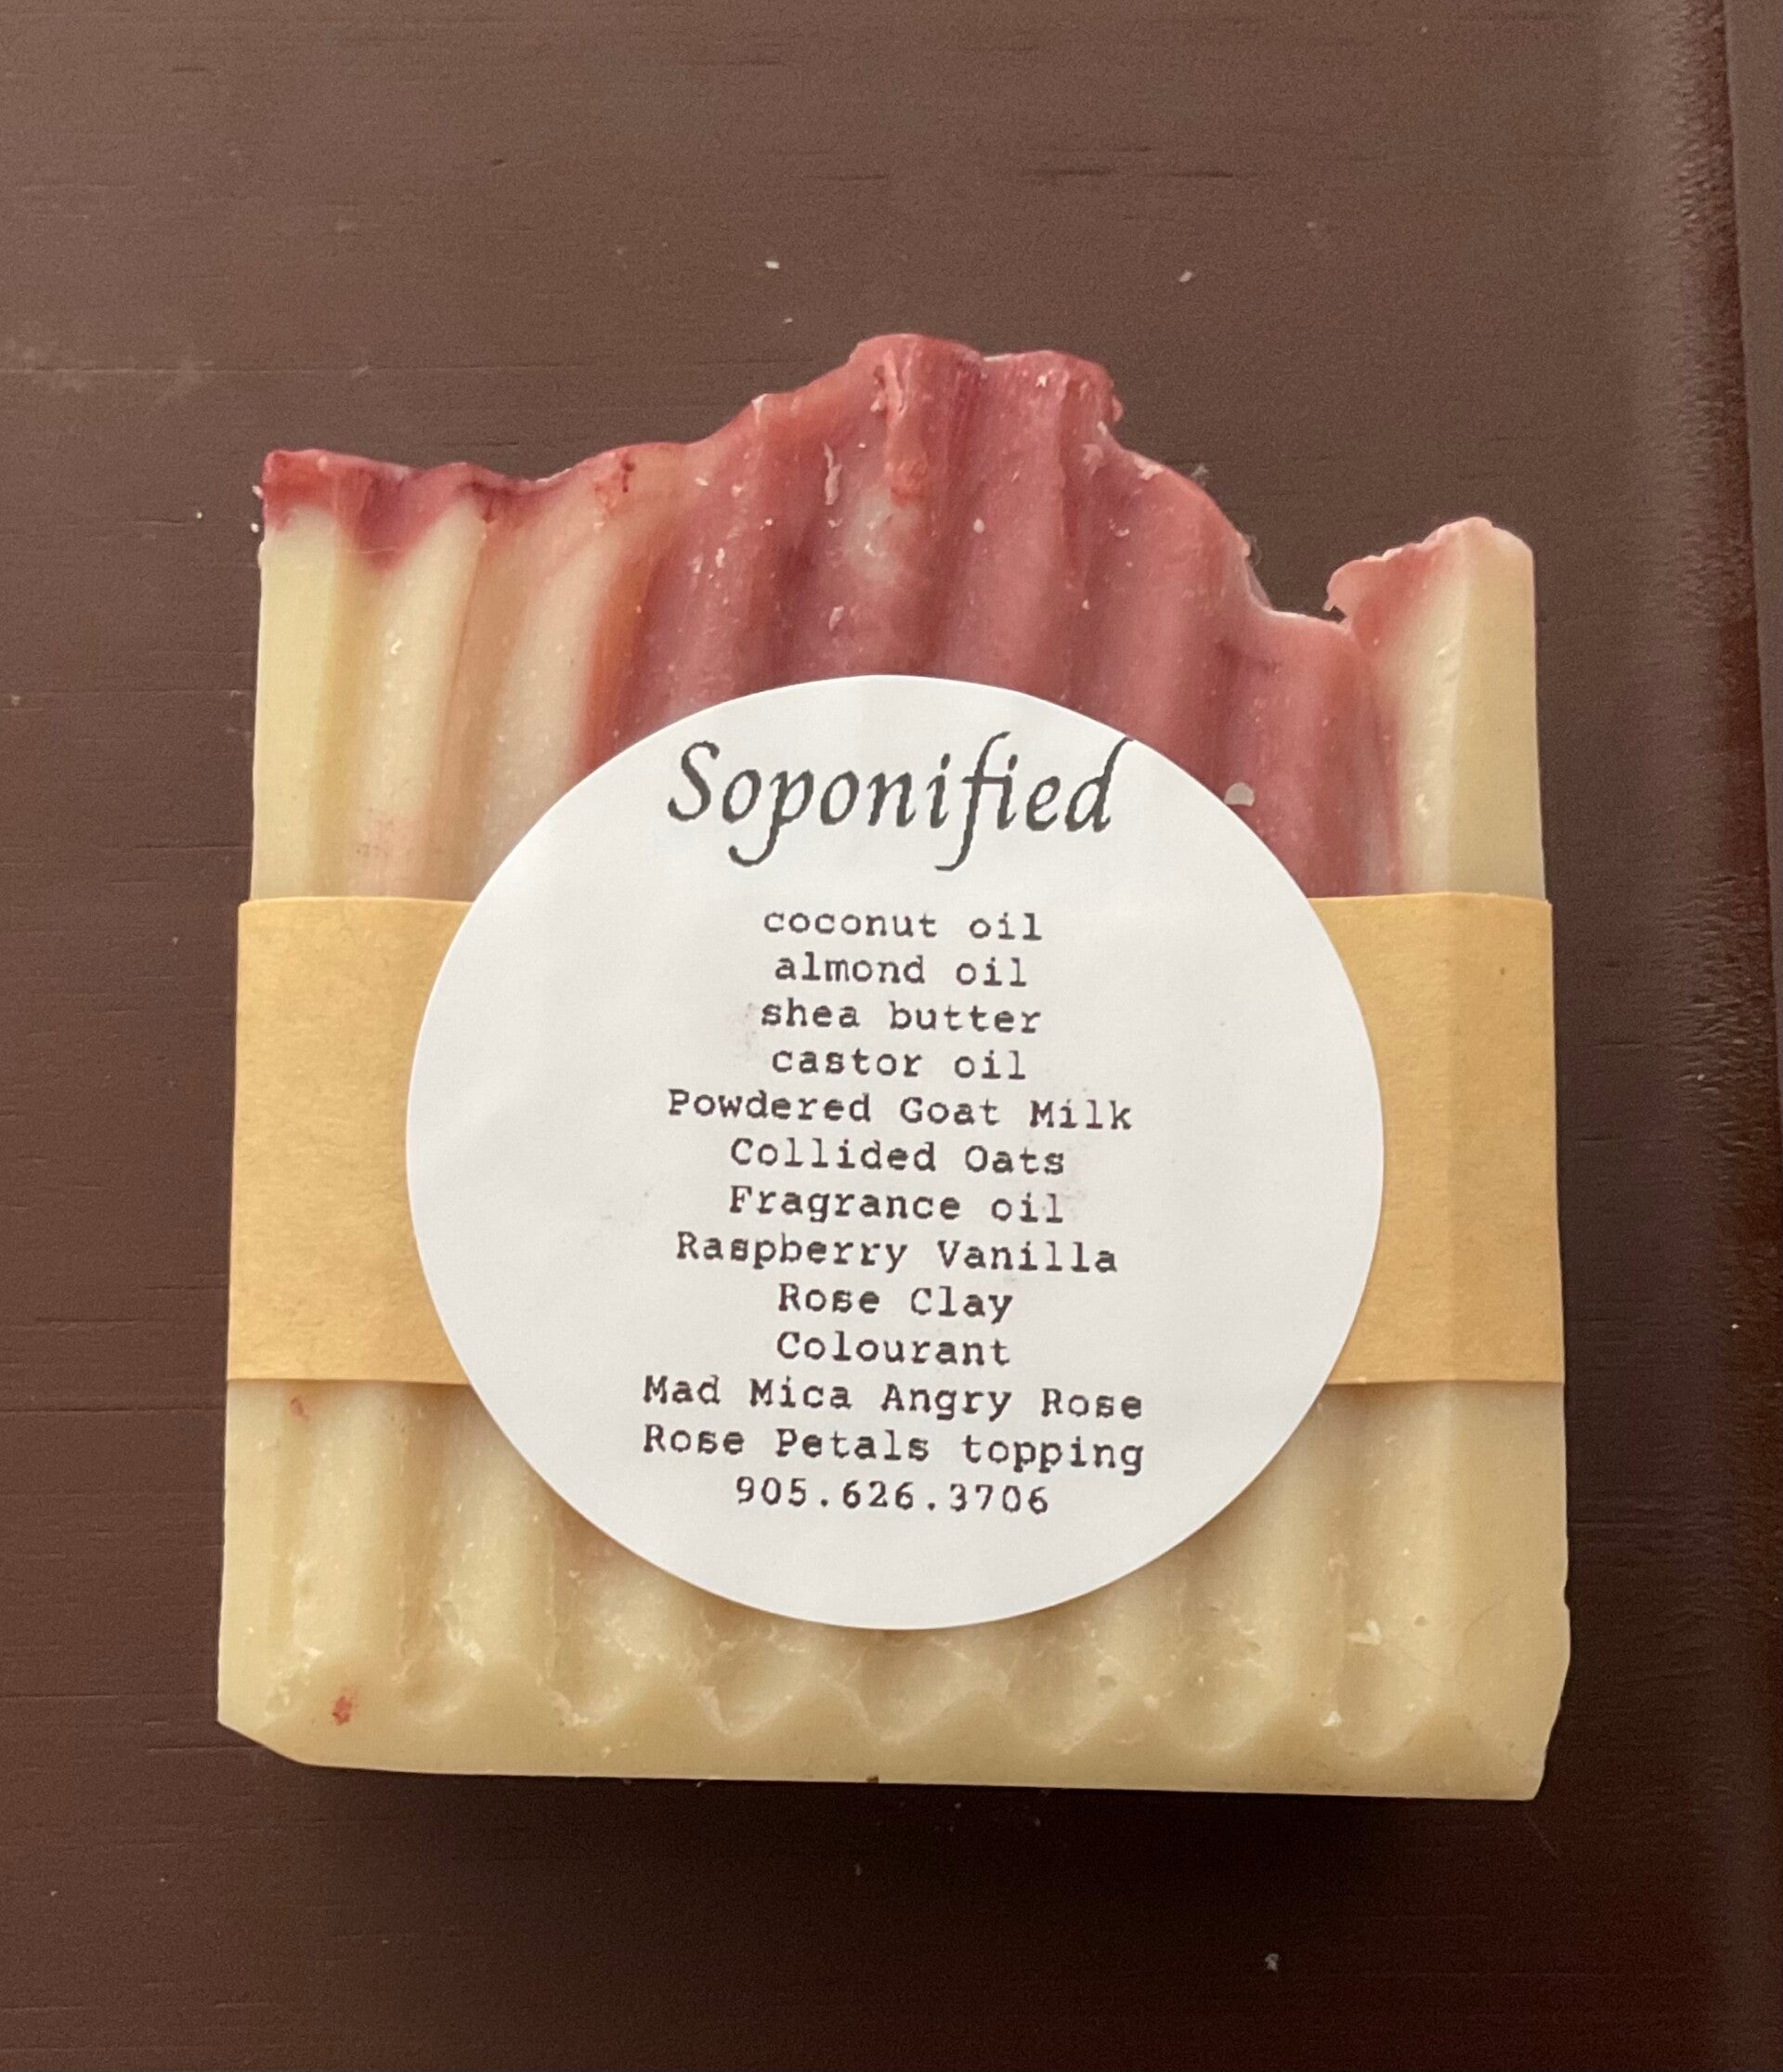 Soponified
coconut oil
almond oil
shea butter
castor oil
Powdered Goat Milk
Collided Oats
Fragrance oil
Raspberry Vanilla
Rose Clay
Colourant
Mad Mica Angry Rose
Rose Petals topping
905.626.3706